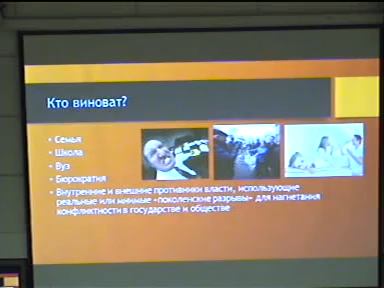 Кто виноват?
• Семья
• Школа
• Вуз
• Бюрократия
• Внутренние и внешние противники власти, использующие
реальные или мнимые «поколенские разрывы» для нагнетания
конфликтности в государстве и обществе